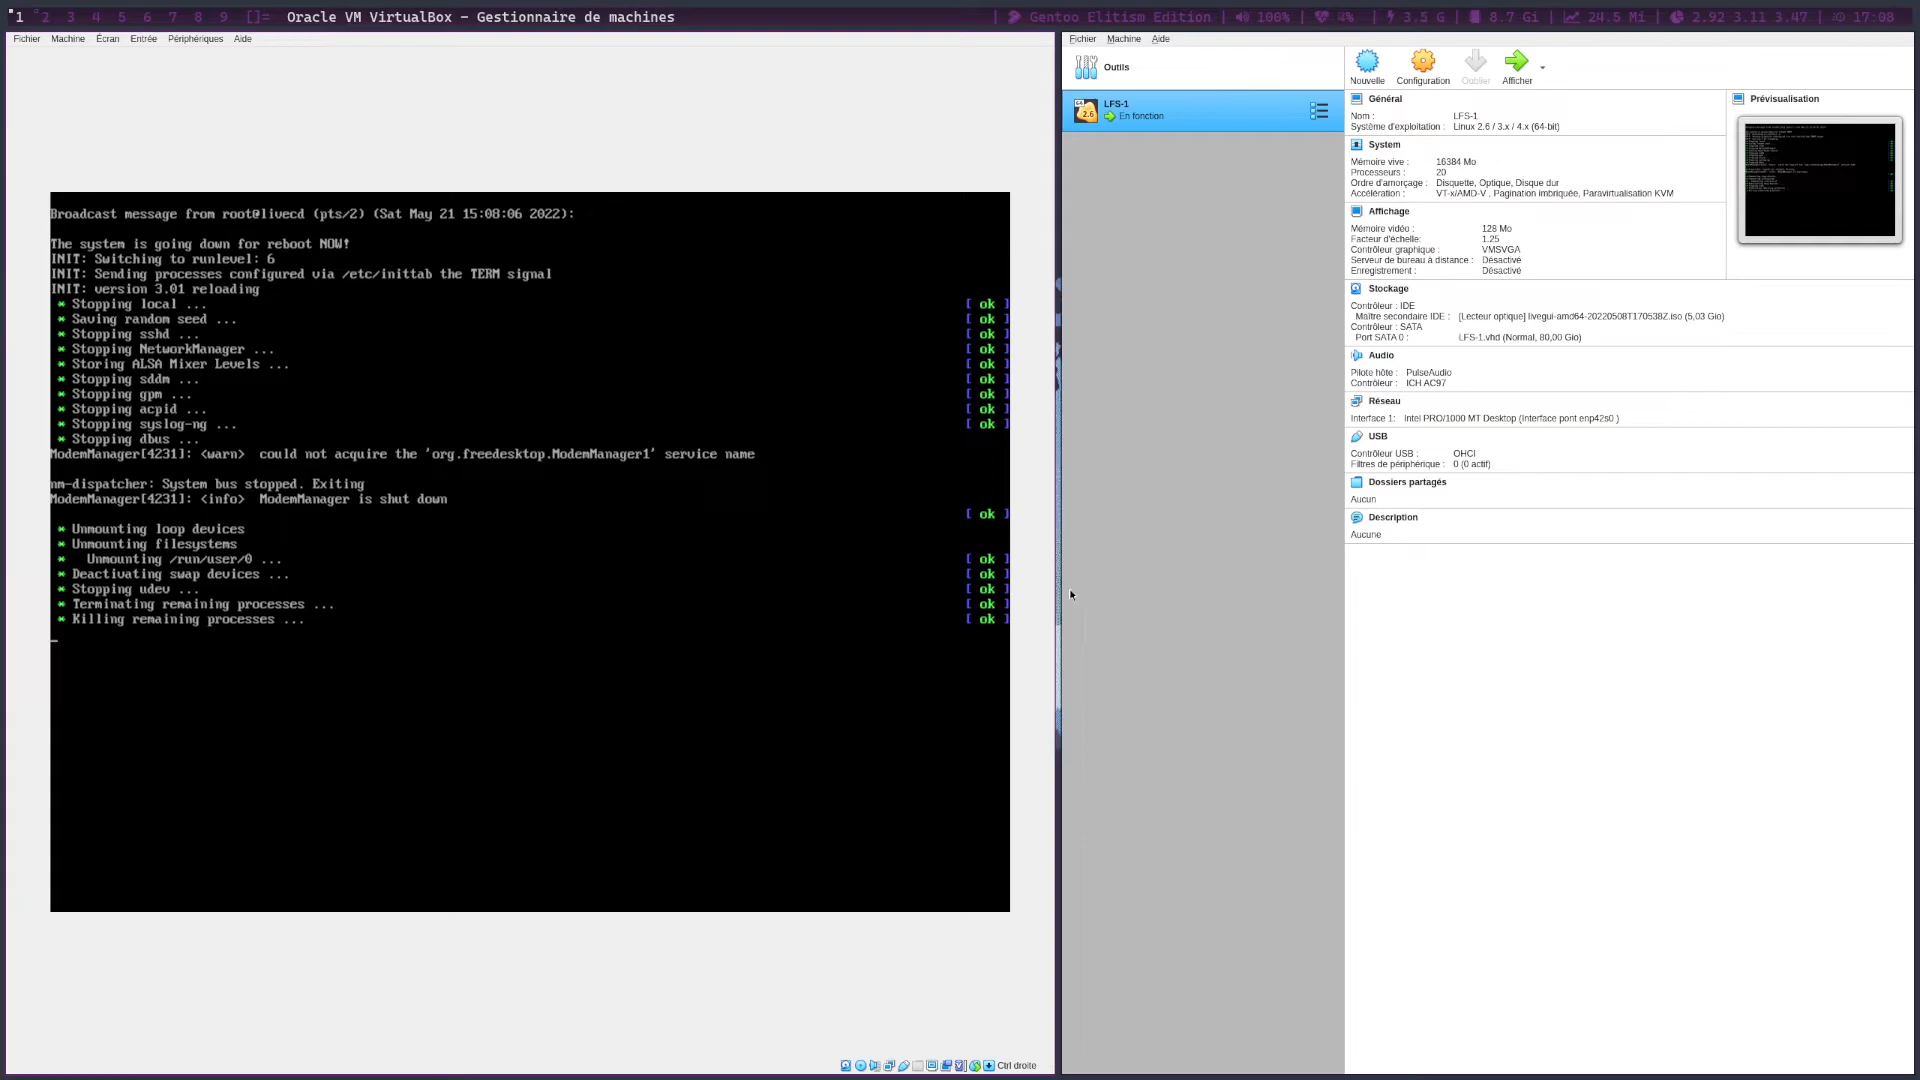 1 2 3 4 5 6 7 8 9 []= Oracle VM VirtualBox – Gestionnaire de machines
| Gentoo Elitism Edition | 100% | 4% | 3.5 G | 8.7 Gi | 24.5 Mi | 2.92 3.11 3.47 | 17:08
Fichier Machine Écran Entrée Périphériques Aide
Broadcast message from root@livecd (pts/2) (Sat May 21 15:08:06 2022):
The system is going down for reboot NOW!
INIT: Switching to runlevel: 6
INIT: Sending processes configured via /etc/inittab the TERM signal
INIT: version 3.01 reloading
* Stopping local ... [ ok ]
* Saving random seed ... [ ok ]
* Stopping sshd ... [ ok ]
* Stopping NetworkManager ... [ ok ]
* Storing ALSA Mixer Levels ... [ ok ]
* Stopping sddm ... [ ok ]
* Stopping gpm ... [ ok ]
* Stopping acpid ... [ ok ]
* Stopping syslog-ng ... [ ok ]
* Stopping dbus ...
ModemManager[4231]: <warn>  could not acquire the 'org.freedesktop.ModemManager1' service name
nm-dispatcher: System bus stopped. Exiting
ModemManager[4231]: <info>  ModemManager is shut down
[ ok ]
* Unmounting loop devices
* Unmounting filesystems
*   Unmounting /run/user/0 ... [ ok ]
* Deactivating swap devices ... [ ok ]
* Stopping udev ... [ ok ]
* Terminating remaining processes ... [ ok ]
* Killing remaining processes ... [ ok ]
_
Ctrl droite
Fichier Machine Aide
Outils
LFS-1
En fonction
64
2.6
Nouvelle Configuration Oublier Afficher
Général
Nom : LFS-1
Système d'exploitation : Linux 2.6 / 3.x / 4.x (64-bit)
System
Mémoire vive : 16384 Mo
Processeurs : 20
Ordre d'amorçage : Disquette, Optique, Disque dur
Accélération : VT-x/AMD-V , Pagination imbriquée, Paravirtualisation KVM
Affichage
Mémoire vidéo : 128 Mo
Facteur d'échelle: 1.25
Contrôleur graphique : VMSVGA
Serveur de bureau à distance : Désactivé
Enregistrement : Désactivé
Prévisualisation
Stockage
Contrôleur : IDE
Maître secondaire IDE : [Lecteur optique] livegui-amd64-20220508T170538Z.iso (5,03 Gio)
Contrôleur : SATA
Port SATA 0 : LFS-1.vhd (Normal, 80,00 Gio)
Audio
Pilote hôte : PulseAudio
Contrôleur : ICH AC97
Réseau
Interface 1: Intel PRO/1000 MT Desktop (Interface pont enp42s0 )
USB
Contrôleur USB : OHCI
Filtres de périphérique : 0 (0 actif)
Dossiers partagés
Aucun
Description
Aucune